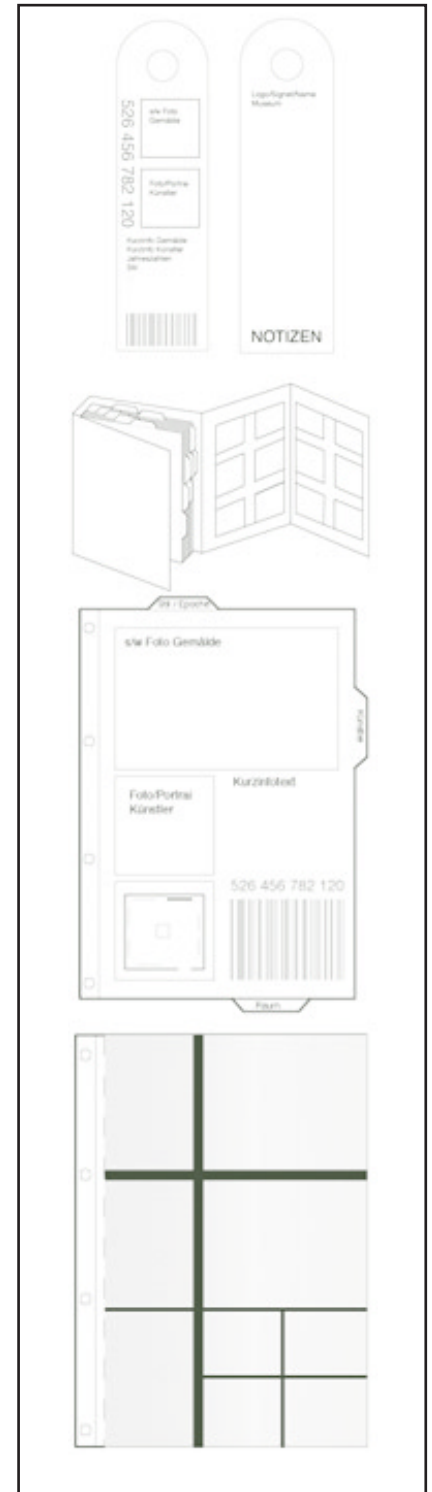 526 456 782 120
s/w Foto
Gemälde
Foto/Portrai
Künstler
Kurzinfo Gemälde
Kurzinfo Künstler
Jahreszahlen
Stil
Logo/Signet/Name
Museum
NOTIZEN
Stil / Epoche
s/w Foto Gemälde
Künstler
Kurzinfotext
Foto/Portrai
Künstler
526 456 782 120
Raum